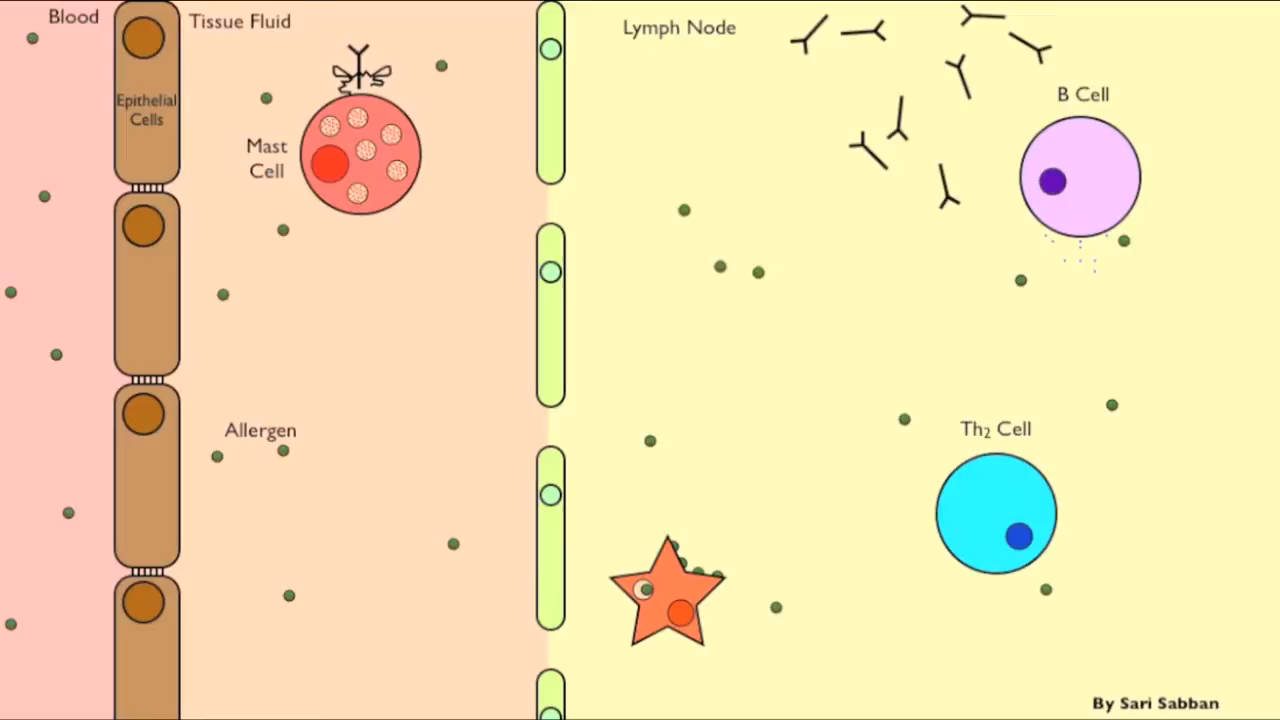 Blood
Tissue Fluid
Lymph Node
Epithelial
Cells
B Cell
Mast
Cell
Allergen
Th₂ Cell
By Sari Sabban